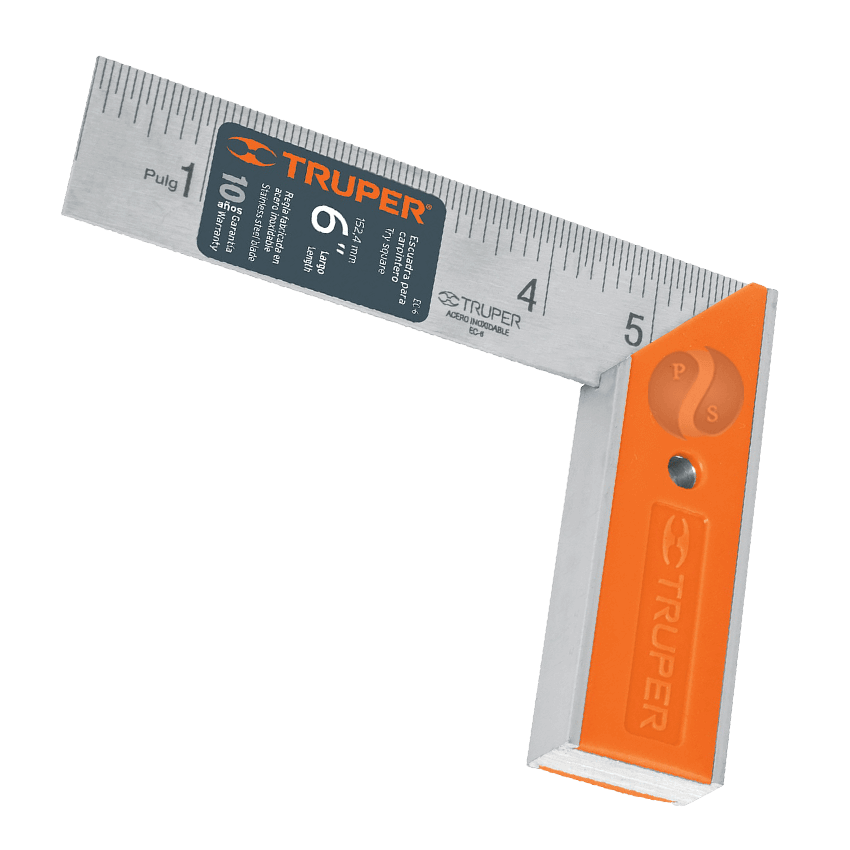 Pulg 1
TRUPER®
10
años
Garantía
Warranty
Regla fabricada en
acero inoxidable
Stainless steel blade
6"
Largo
Length
152,4 mm
Escuadra para
carpintero
Try square
EC-6
TRUPER
ACERO INOXIDABLE
EC-6
4
5
P
S
TRUPER